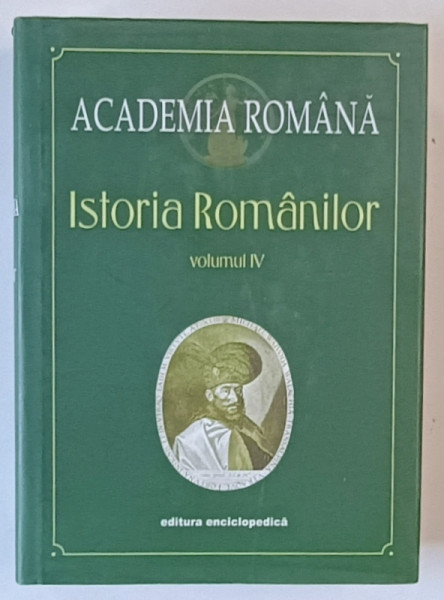 ACADEMIA ROMÂNĂ
Istoria Românilor
volumul IV
editura enciclopedică